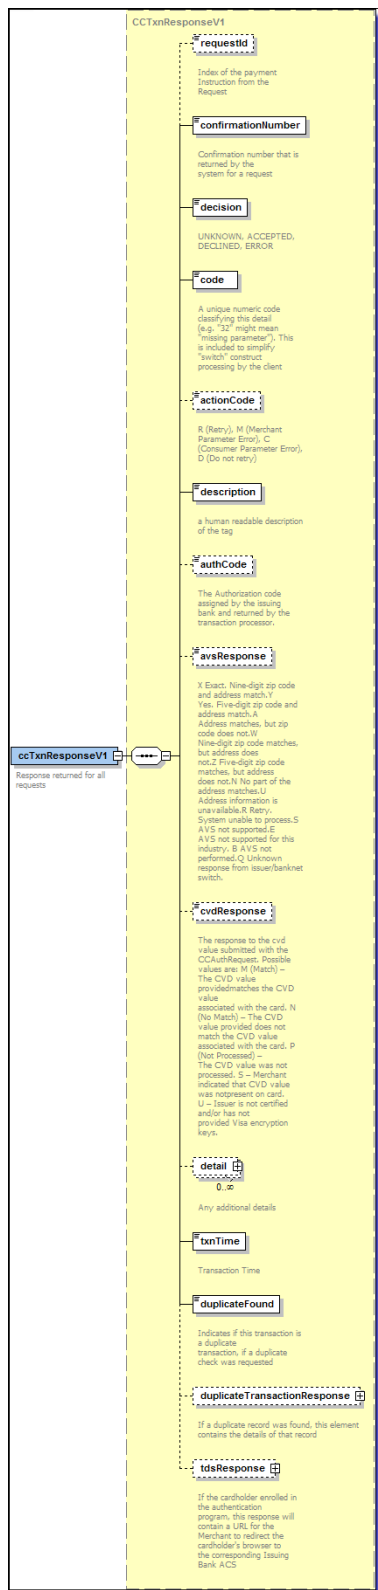 CCTxnResponseV1
requestId
Index of the payment
Instruction from the
Request
confirmationNumber
Confirmation number that is
returned by the
system for a request
decision
UNKNOWN, ACCEPTED,
DECLINED, ERROR
code
A unique numeric code
classifying this detail
(e.g. "32" might mean
"missing parameter"). This
is included to simplify
"switch" construct
processing by the client
actionCode
R (Retry), M (Merchant
Parameter Error), C
(Consumer Parameter Error),
D (Do not retry)
description
a human readable description
of the tag
authCode
The Authorization code
assigned by the issuing
bank and returned by the
transaction processor.
avsResponse
X Exact. Nine-digit zip code
and address match.Y
Yes. Five-digit zip code and
address match.A
Address matches, but zip
code does not.W
Nine-digit zip code matches,
but address does
not.Z Five-digit zip code
matches, but address
does not.N No part of the
address matches.U
Address information is
unavailable.R Retry.
System unable to process.S
AVS not supported.E
AVS not supported for this
industry. B AVS not
performed.Q Unknown
response from issuer/banknet
switch.
ccTxnResponseV1
Response returned for all
requests
cvdResponse
The response to the cvd
value submitted with the
CCAuthRequest. Possible
values are: M (Match) –
The CVD value
providedmatches the CVD
value
associated with the card. N
(No Match) – The CVD
value provided does not
match the CVD value
associated with the card. P
(Not Processed) –
The CVD value was not
processed. S – Merchant
indicated that CVD value
was notpresent on card.
U – Issuer is not certified
and/or has not
provided Visa encryption
keys.
detail
0..∞
Any additional details
txnTime
Transaction Time
duplicateFound
Indicates if this transaction is
a duplicate
transaction, if a duplicate
check was requested
duplicateTransactionResponse
If a duplicate record was found, this element
contains the details of that record
tdsResponse
If the cardholder enrolled in
the authentication
program, this response will
contain a URL for the
Merchant to redirect the
cardholder's browser to
the corresponding Issuing
Bank ACS